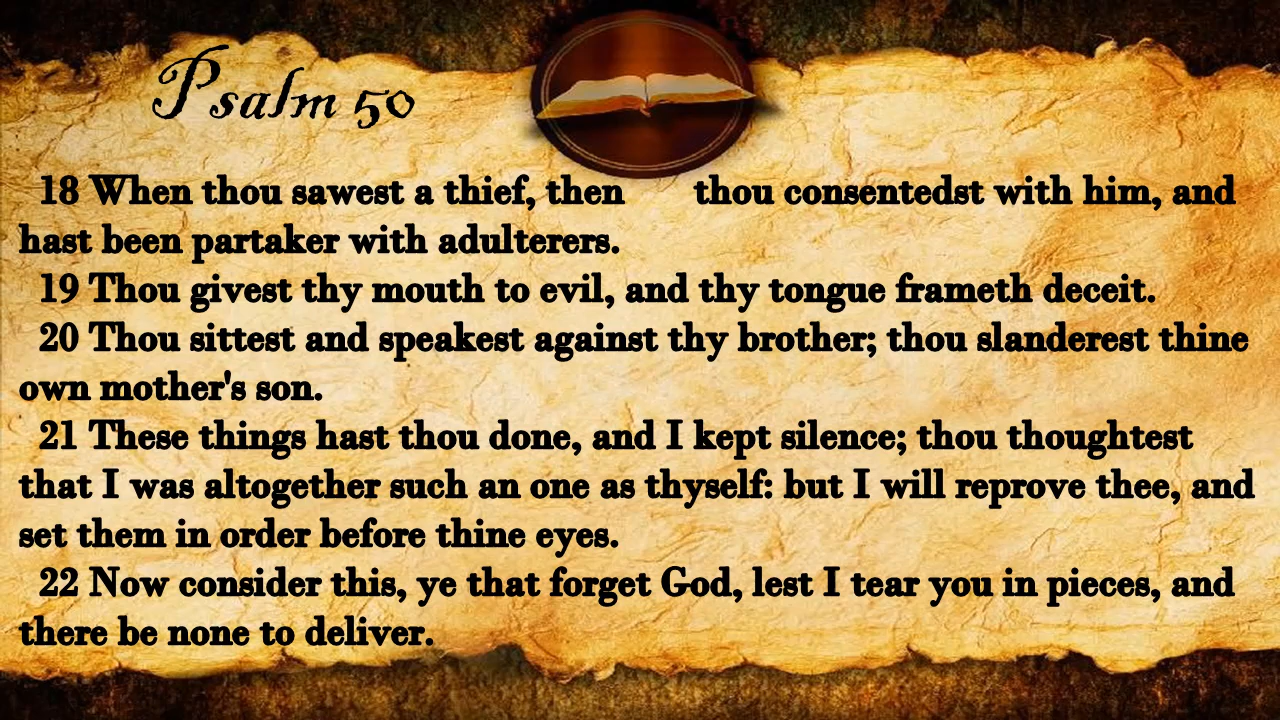 Psalm 50
18 When thou sawest a thief, then thou consentedst with him, and
hast been partaker with adulterers.
19 Thou givest thy mouth to evil, and thy tongue frameth deceit.
20 Thou sittest and speakest against thy brother; thou slanderest thine
own mother's son.
21 These things hast thou done, and I kept silence; thou thoughtest
that I was altogether such an one as thyself: but I will reprove thee, and
set them in order before thine eyes.
22 Now consider this, ye that forget God, lest I tear you in pieces, and
there be none to deliver.